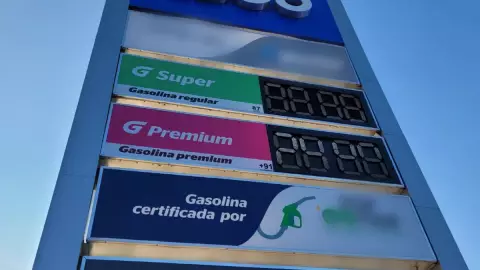 G Super
Gasolina regular
87
G Premium
Gasolina premium
+91
Gasolina
certificada por